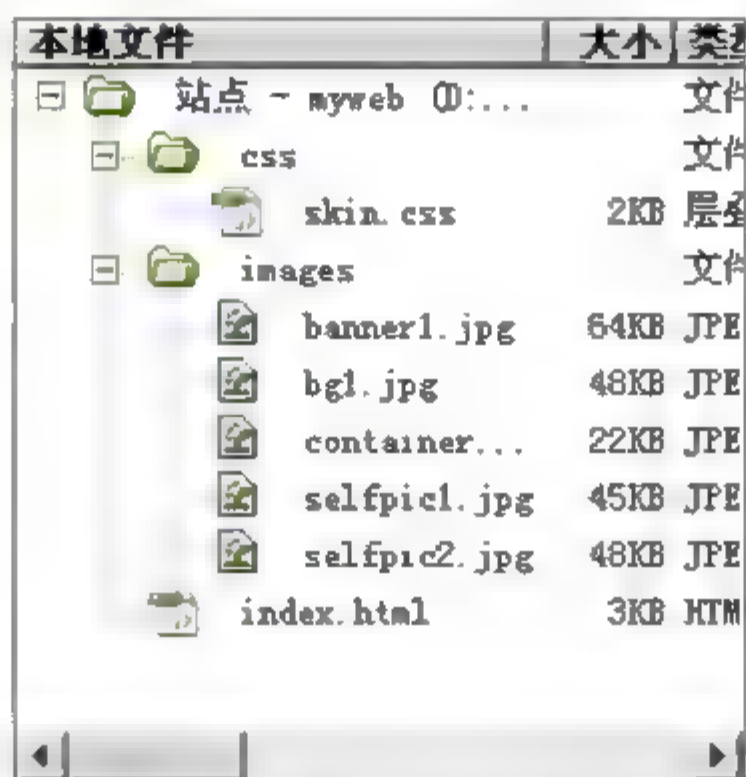 本地文件 大小 类型
站点 - myweb (D:...
文件
css 文件
skin.css 2KB 层叠
images 文件
banner1.jpg 64KB JPE
bg1.jpg 48KB JPE
container... 22KB JPE
selfpic1.jpg 45KB JPE
selfpic2.jpg 48KB JPE
index.html 3KB HTM